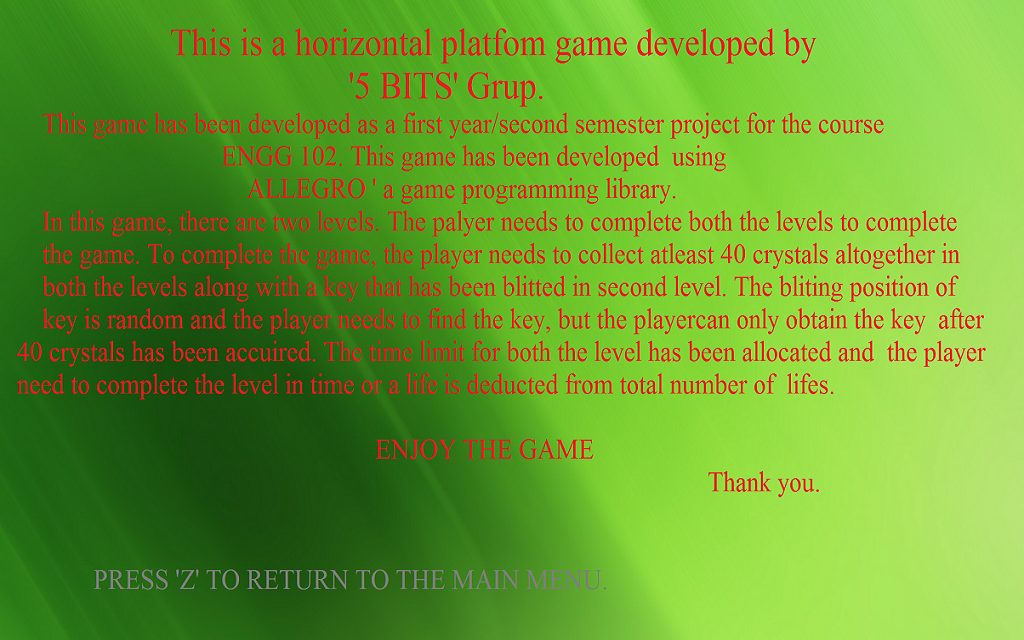 This is a horizontal platfom game developed by
'5 BITS' Grup.
This game has been developed as a first year/second semester project for the course
ENGG 102. This game has been developed  using
ALLEGRO ' a game programming library.
In this game, there are two levels. The palyer needs to complete both the levels to complete
the game. To complete the game, the player needs to collect atleast 40 crystals altogether in
both the levels along with a key that has been blitted in second level. The bliting position of
key is random and the player needs to find the key, but the playercan only obtain the key  after
40 crystals has been accuired. The time limit for both the level has been allocated and  the player
need to complete the level in time or a life is deducted from total number of  lifes.
ENJOY THE GAME
Thank you.
PRESS 'Z' TO RETURN TO THE MAIN MENU.